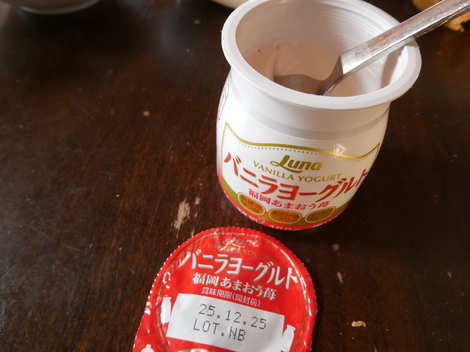 Luna
VANILLA YOGURT
バニラヨーグルト
福岡あまおう苺
バニラヨーグルト
福岡 あまおう苺
賞味期限(開封前)
25.12.25
LOT.NB